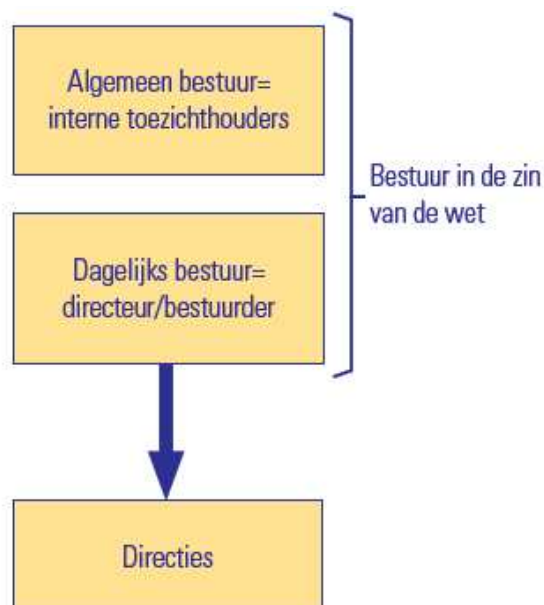 Algemeen bestuur=
interne toezichthouders
Bestuur in de zin
van de wet
Dagelijks bestuur=
directeur/bestuurder
Directies